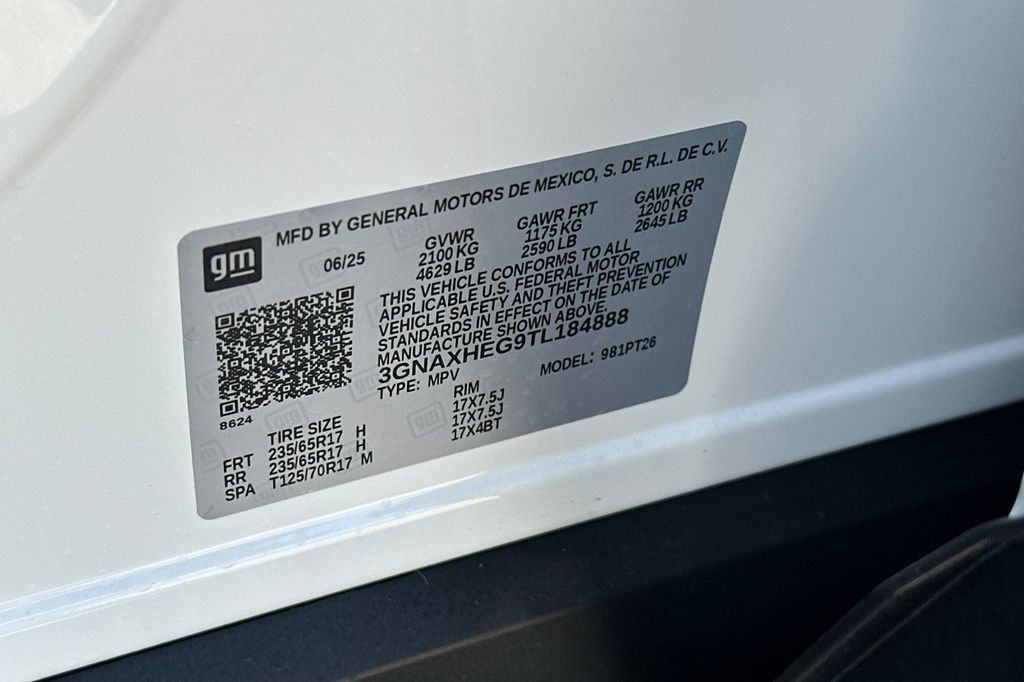 MFD BY GENERAL MOTORS DE MEXICO, S. DE R.L. DE C.V.
gm
06/25
GVWR
2100 KG
4629 LB
GAWR FRT
1175 KG
2590 LB
GAWR RR
1200 KG
2645 LB
THIS VEHICLE CONFORMS TO ALL
APPLICABLE U.S. FEDERAL MOTOR
VEHICLE SAFETY AND THEFT PREVENTION
STANDARDS IN EFFECT ON THE DATE OF
MANUFACTURE SHOWN ABOVE.
3GNAXHEG9TL184888
TYPE: MPV
MODEL: 981PT26
8624
TIRE SIZE RIM
FRT 235/65R17 H 17X7.5J
RR 235/65R17 H 17X7.5J
SPA T125/70R17 M 17X4BT